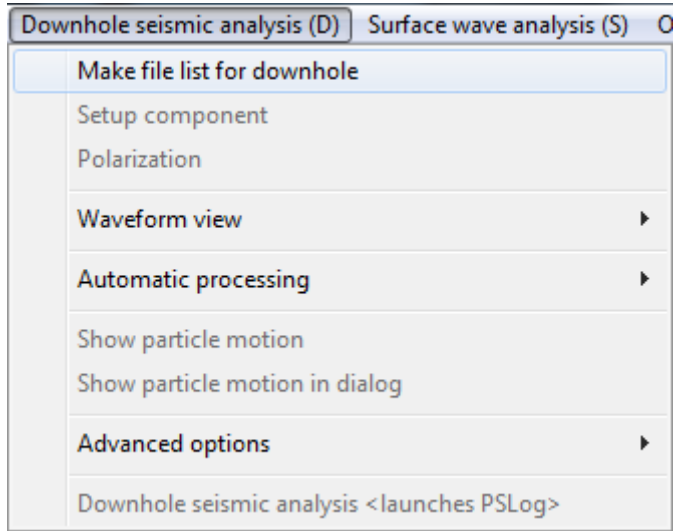 Downhole seismic analysis (D) Surface wave analysis (S) O
Make file list for downhole
Setup component
Polarization
Waveform view
Automatic processing
Show particle motion
Show particle motion in dialog
Advanced options
Downhole seismic analysis <launches PSLog>